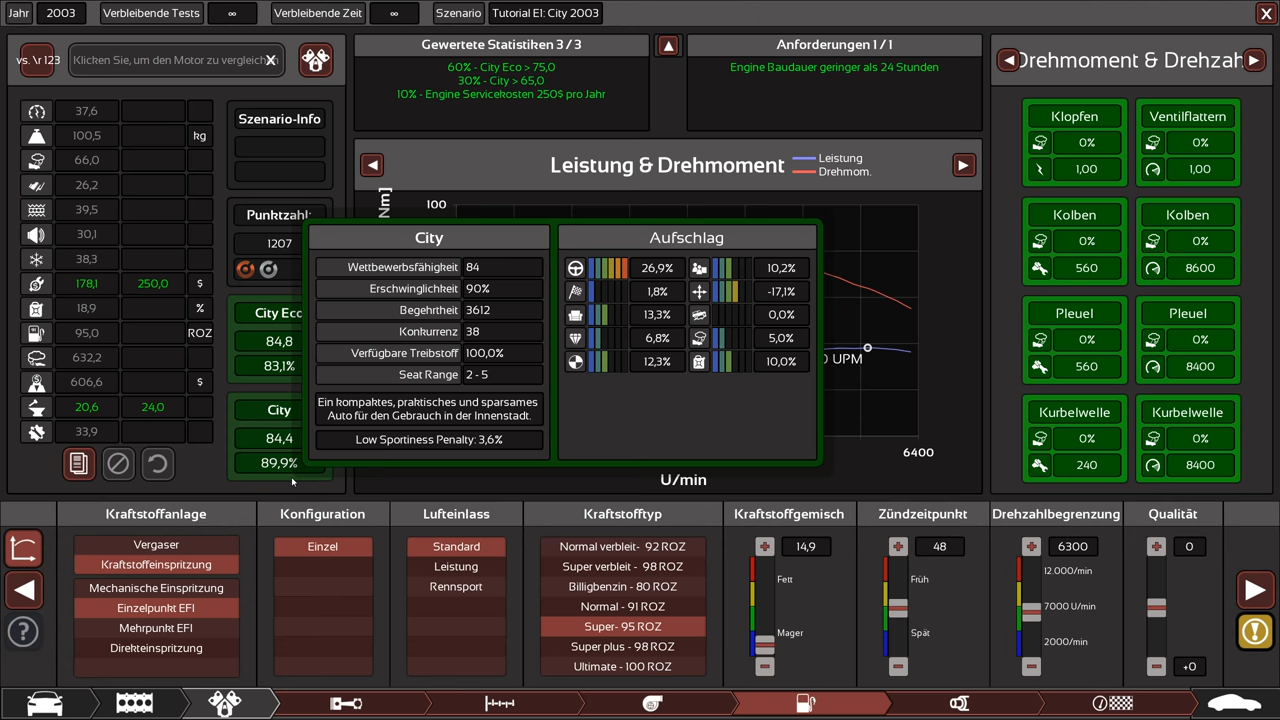 Jahr 2003 Verbleibende Tests ∞ Verbleibende Zeit ∞ Szenario Tutorial E1: City 2003 X
vs. \r 123 Klicken Sie, um den Motor zu vergleichen X
37,6
100,5 kg
66,0
26,2
39,5
30,1
38,3
178,1 250,0 $
18,9 %
95,0 ROZ
632,2
606,6 $
20,6 24,0
33,9
Szenario-Info
Punktzahl:
1207
City Eco
84,8
83,1%
City
84,4
89,9%
Gewertete Statistiken 3 / 3
60% - City Eco > 75,0
30% - City > 65,0
10% - Engine Servicekosten 250$ pro Jahr
Anforderungen 1 / 1
Engine Baudauer geringer als 24 Stunden
Leistung & Drehmoment
Leistung
Drehmom.
Nm]
100
0 UPM
6400
U/min
City
Wettbewerbsfähigkeit 84
Erschwinglichkeit 90%
Begehrtheit 3612
Konkurrenz 38
Verfügbare Treibstoff 100,0%
Seat Range 2 - 5
Ein kompaktes, praktisches und sparsames
Auto für den Gebrauch in der Innenstadt.
Low Sportiness Penalty: 3,6%
Aufschlag
26,9% 10,2%
1,8% -17,1%
13,3% 0,0%
6,8% 5,0%
12,3% 10,0%
Drehmoment & Drehzah
Klopfen Ventilflattern
0% 0%
1,00 1,00
Kolben Kolben
0% 0%
560 8600
Pleuel Pleuel
0% 0%
560 8400
Kurbelwelle Kurbelwelle
0% 0%
240 8400
Kraftstoffanlage
Vergaser
Kraftstoffeinspritzung
Mechanische Einspritzung
Einzelpunkt EFI
Mehrpunkt EFI
Direkteinspritzung
Konfiguration
Einzel
Lufteinlass
Standard
Leistung
Rennsport
Kraftstofftyp
Normal verbleit- 92 ROZ
Super verbleit - 98 ROZ
Billigbenzin - 80 ROZ
Normal - 91 ROZ
Super- 95 ROZ
Super plus - 98 ROZ
Ultimate - 100 ROZ
Kraftstoffgemisch
14,9
Fett
Mager
Zündzeitpunkt
48
Früh
Spät
Drehzahlbegrenzung
6300
12.000/min
7000 U/min
2000/min
Qualität
0
+0